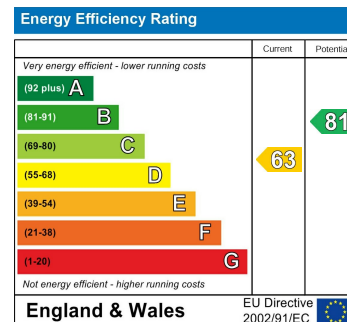 Energy Efficiency Rating
Current
Potentia
Very energy efficient - lower running costs
(92 plus) A
(81-91) B
81
(69-80) C
63
(55-68) D
(39-54) E
(21-38) F
(1-20) G
Not energy efficient - higher running costs
England & Wales
EU Directive
2002/91/EC